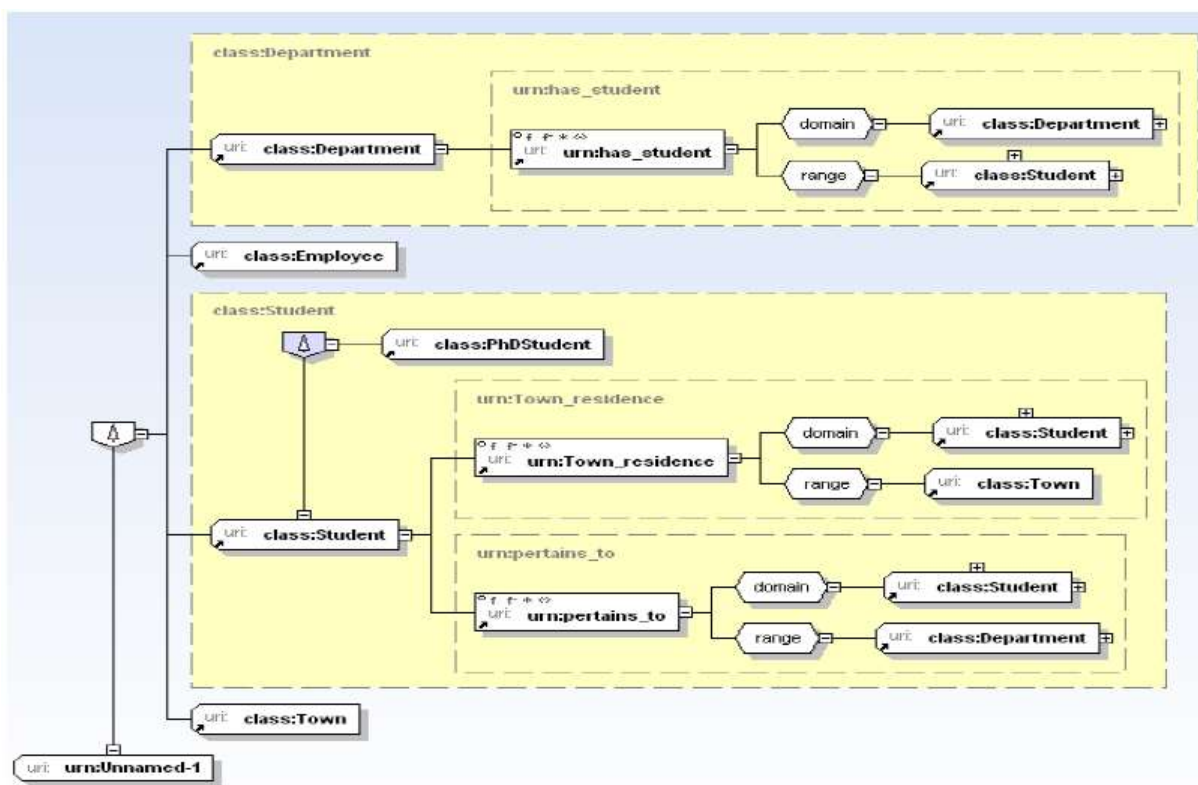 class:Department
urn:has_student
domain
uri: class:Department
uri: class:Department
uri: urn:has_student
range
uri: class:Student
uri: class:Employee
class:Student
uri: class:PhDStudent
urn:Town_residence
domain
uri: class:Student
uri: urn:Town_residence
range
uri: class:Town
uri: class:Student
urn:pertains_to
domain
uri: class:Student
uri: urn:pertains_to
range
uri: class:Department
uri: class:Town
uri: urn:Unnamed-1